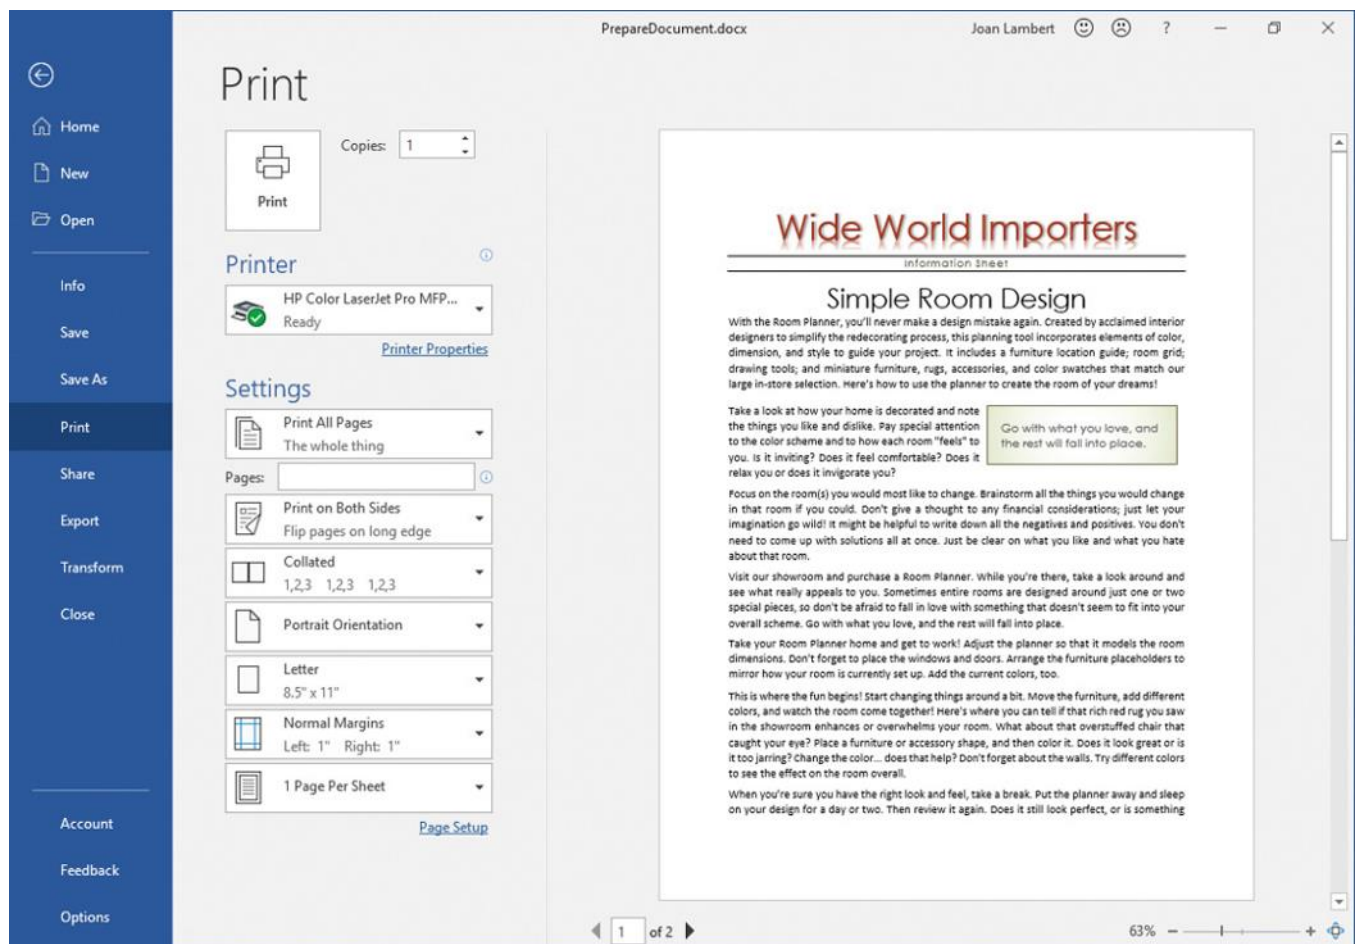 PrepareDocument.docx
Joan Lambert
?
Home
New
Open
Info
Save
Save As
Print
Share
Export
Transform
Close
Account
Feedback
Options
Print
Copies: 1
Print
Printer
HP Color LaserJet Pro MFP...
Ready
Printer Properties
Settings
Print All Pages
The whole thing
Pages:
Print on Both Sides
Flip pages on long edge
Collated
1,2,3 1,2,3 1,2,3
Portrait Orientation
Letter
8.5" x 11"
Normal Margins
Left: 1" Right: 1"
1 Page Per Sheet
Page Setup
Wide World Importers
Information Sheet
Simple Room Design
With the Room Planner, you'll never make a design mistake again. Created by acclaimed interior
designers to simplify the redecorating process, this planning tool incorporates elements of color,
dimension, and style to guide your project. It includes a furniture location guide; room grid;
drawing tools; and miniature furniture, rugs, accessories, and color swatches that match our
large in-store selection. Here's how to use the planner to create the room of your dreams!
Take a look at how your home is decorated and note
the things you like and dislike. Pay special attention
to the color scheme and to how each room "feels" to
you. Is it inviting? Does it feel comfortable? Does it
relax you or does it invigorate you?
Go with what you love, and
the rest will fall into place.
Focus on the room(s) you would most like to change. Brainstorm all the things you would change
in that room if you could. Don't give a thought to any financial considerations; just let your
imagination go wild! It might be helpful to write down all the negatives and positives. You don't
need to come up with solutions all at once. Just be clear on what you like and what you hate
about that room.
Visit our showroom and purchase a Room Planner. While you're there, take a look around and
see what really appeals to you. Sometimes entire rooms are designed around just one or two
special pieces, so don't be afraid to fall in love with something that doesn't seem to fit into your
overall scheme. Go with what you love, and the rest will fall into place.
Take your Room Planner home and get to work! Adjust the planner so that it models the room
dimensions. Don't forget to place the windows and doors. Arrange the furniture placeholders to
mirror how your room is currently set up. Add the current colors, too.
This is where the fun begins! Start changing things around a bit. Move the furniture, add different
colors, and watch the room come together! Here's where you can tell if that rich red rug you saw
in the showroom enhances or overwhelms your room. What about that overstuffed chair that
caught your eye? Place a furniture or accessory shape, and then color it. Does it look great or is
it too jarring? Change the color... does that help? Don't forget about the walls. Try different colors
to see the effect on the room overall.
When you're sure you have the right look and feel, take a break. Put the planner away and sleep
on your design for a day or two. Then review it again. Does it still look perfect, or is something
1 of 2
63%